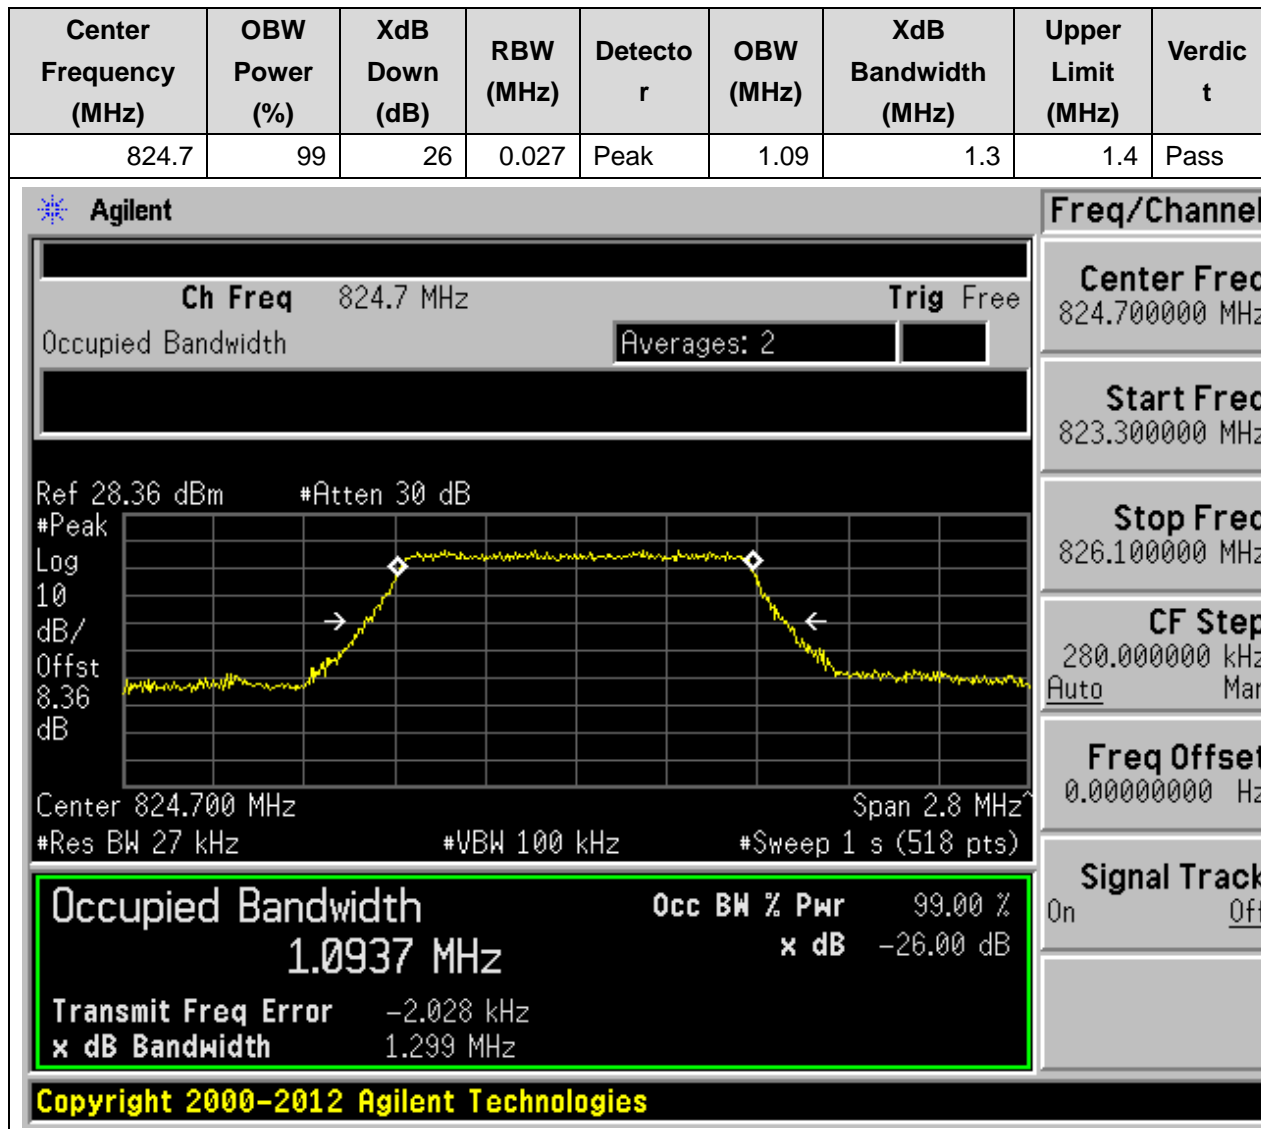 Center Frequency (MHz) OBW Power (%) XdB Down (dB) RBW (MHz) Detecto r OBW (MHz) XdB Bandwidth (MHz) Upper Limit (MHz) Verdic t
824.7 99 26 0.027 Peak 1.09 1.3 1.4 Pass
Agilent
Freq/Channel
Ch Freq 824.7 MHz Trig Free
Occupied Bandwidth Averages: 2
Ref 28.36 dBm #Atten 30 dB
#Peak
Log
10
dB/
Offst
8.36
dB
Center 824.700 MHz Span 2.8 MHz^
#Res BW 27 kHz #VBW 100 kHz #Sweep 1 s (518 pts)
Occupied Bandwidth Occ BW % Pwr 99.00 %
1.0937 MHz x dB -26.00 dB
Transmit Freq Error -2.028 kHz
x dB Bandwidth 1.299 MHz
Center Freq
824.700000 MHz
Start Freq
823.300000 MHz
Stop Freq
826.100000 MHz
CF Step
280.000000 kHz
Auto Man
Freq Offset
0.00000000 Hz
Signal Track
On Off
Copyright 2000-2012 Agilent Technologies